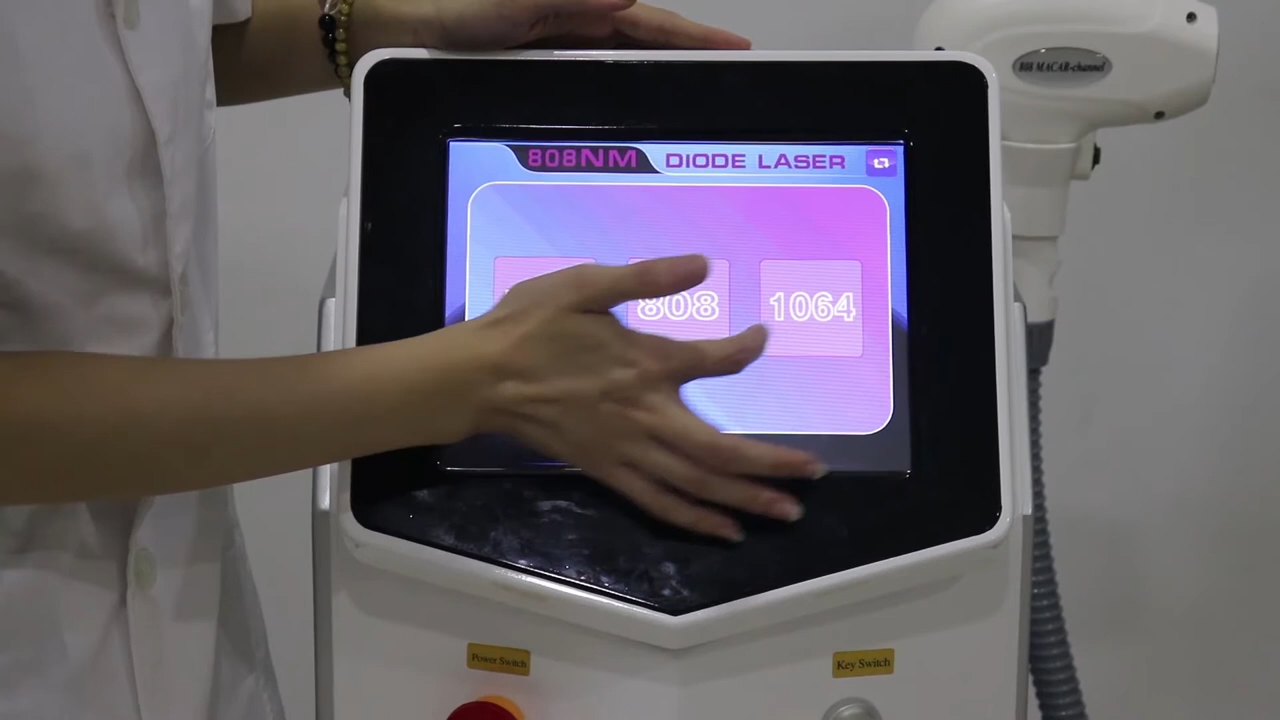 808NM DIODE LASER
808
1064
808 MACAR-channel
Power Switch
Key Switch